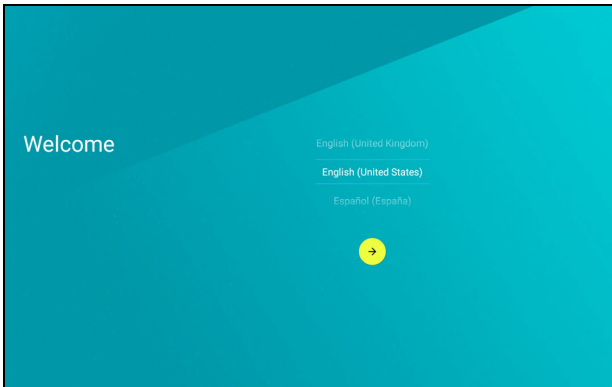 Welcome
English (United Kingdom)
English (United States)
Español (España)